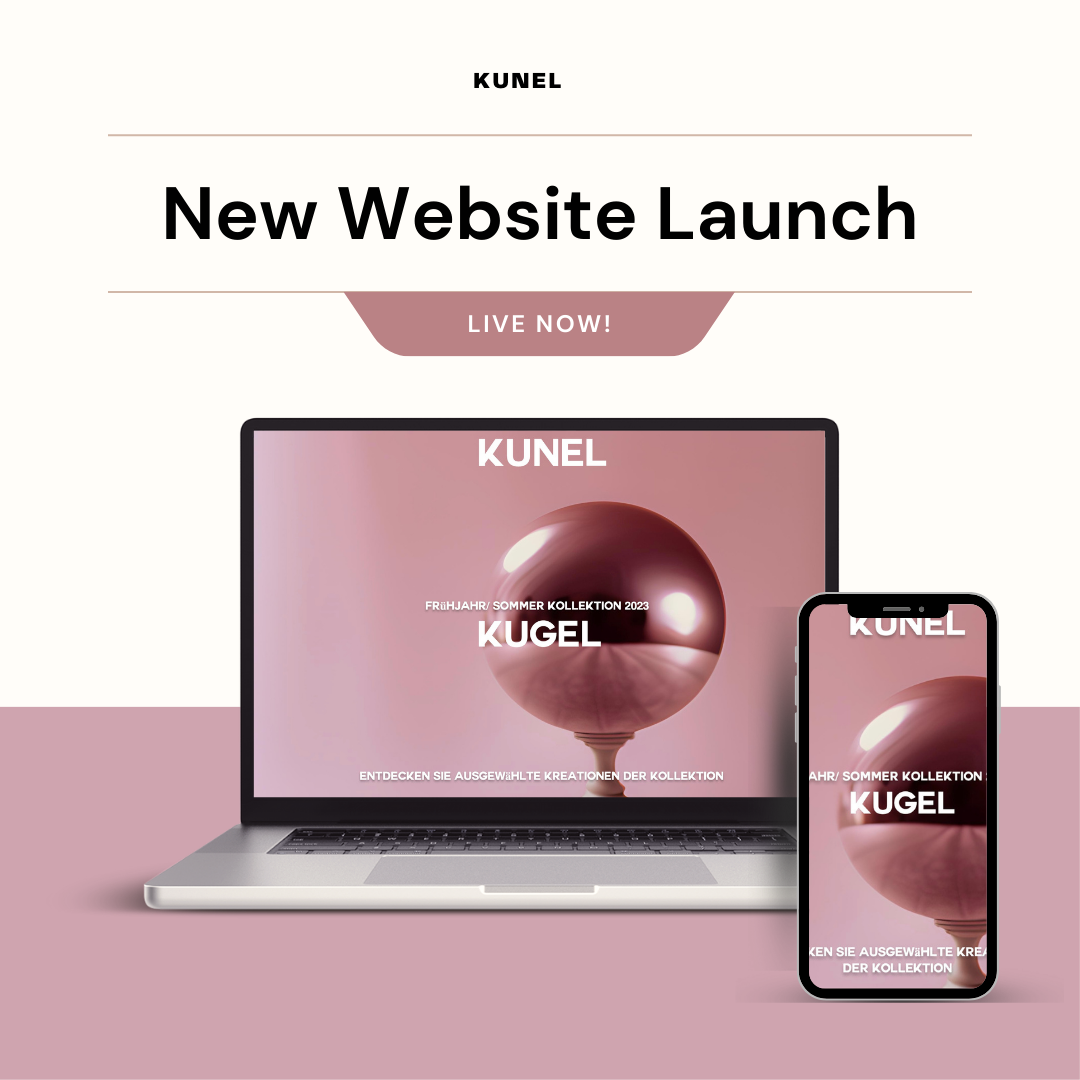 KUNEL
New Website Launch
LIVE NOW!
KUNEL
FRüHJAHR/ SOMMER KOLLEKTION 2023
KUGEL
ENTDECKEN SIE AUSGEWäHLTE KREATIONEN DER KOLLEKTION
KUNEL
AHR/ SOMMER KOLLEKTION
KUGEL
KEN SIE AUSGEWäHLTE KREA
DER KOLLEKTION